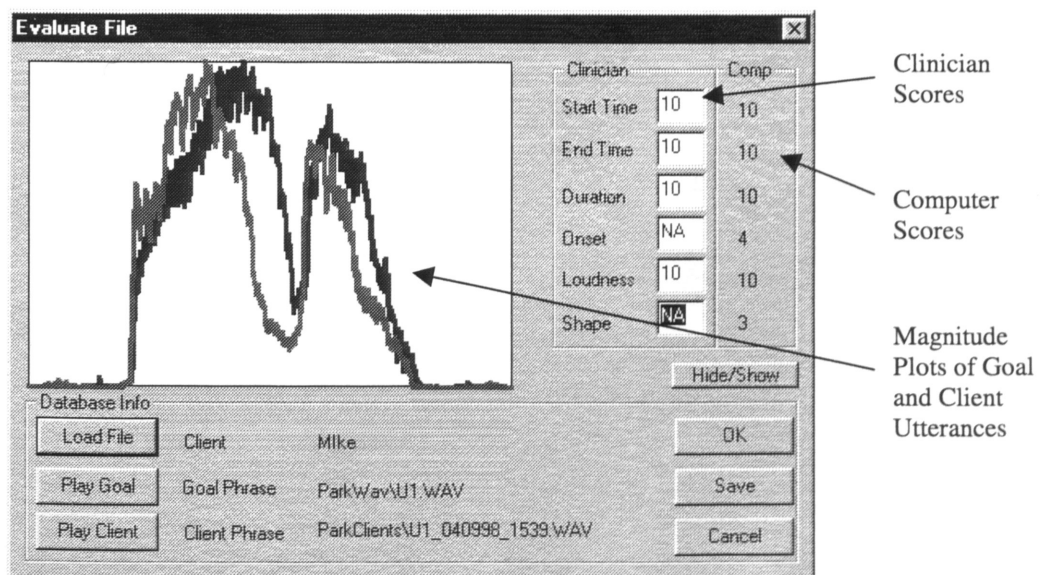 Evaluate File
Clinician Comp
Start Time 10 10
End Time 10 10
Duration 10 10
Onset NA 4
Loudness 10 10
Shape NA 3
Hide/Show
Database Info
Load File Client MIke OK
Play Goal Goal Phrase ParkWav\U1.WAV Save
Play Client Client Phrase ParkClients\U1_040998_1539.WAV Cancel
Clinician
Scores
Computer
Scores
Magnitude
Plots of Goal
and Client
Utterances